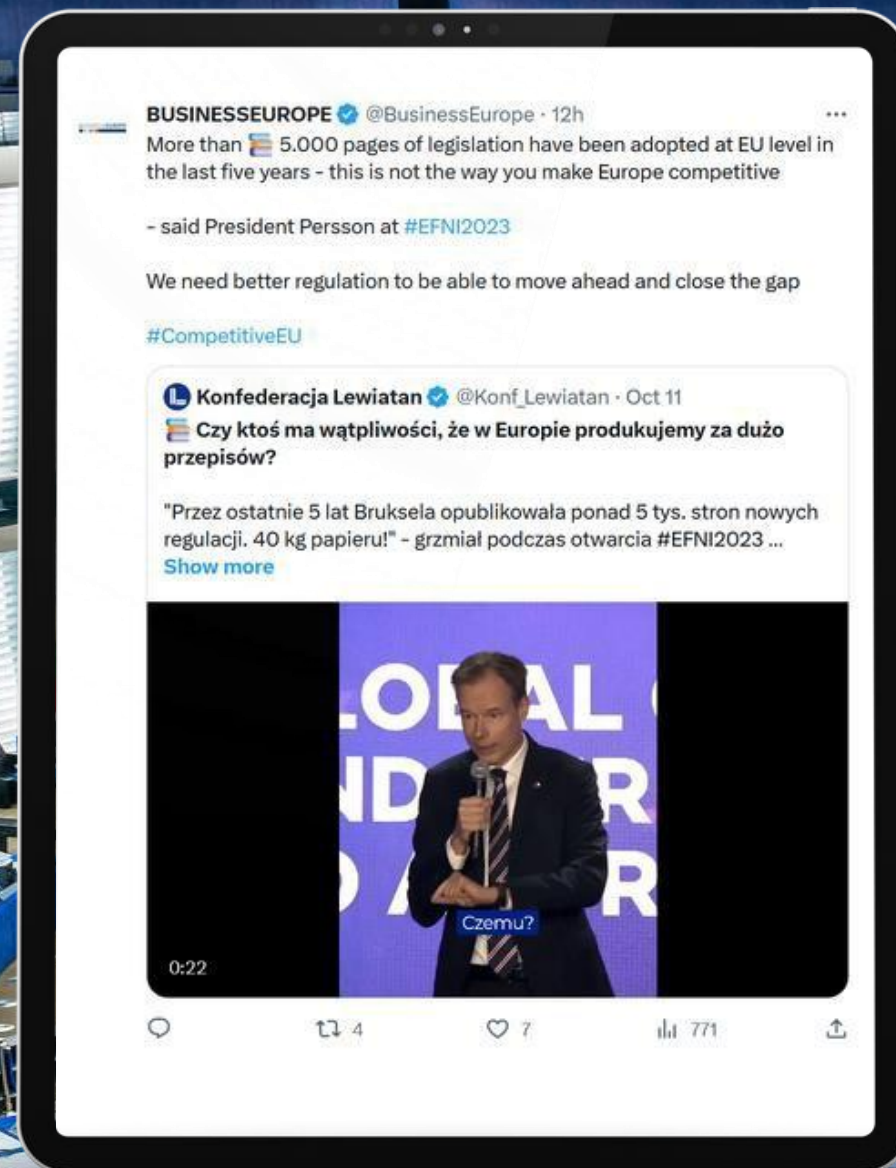 BUSINESSEUROPE @BusinessEurope · 12h
More than 5.000 pages of legislation have been adopted at EU level in
the last five years - this is not the way you make Europe competitive
- said President Persson at #EFNI2023
We need better regulation to be able to move ahead and close the gap
#CompetitiveEU
Konfederacja Lewiatan @Konf_Lewiatan · Oct 11
Czy ktoś ma wątpliwości, że w Europie produkujemy za dużo
przepisów?
"Przez ostatnie 5 lat Bruksela opublikowała ponad 5 tys. stron nowych
regulacji. 40 kg papieru!" - grzmiał podczas otwarcia #EFNI2023 ...
Show more
LOBAL
ND R
A R
Czemu?
0:22
4 7 771